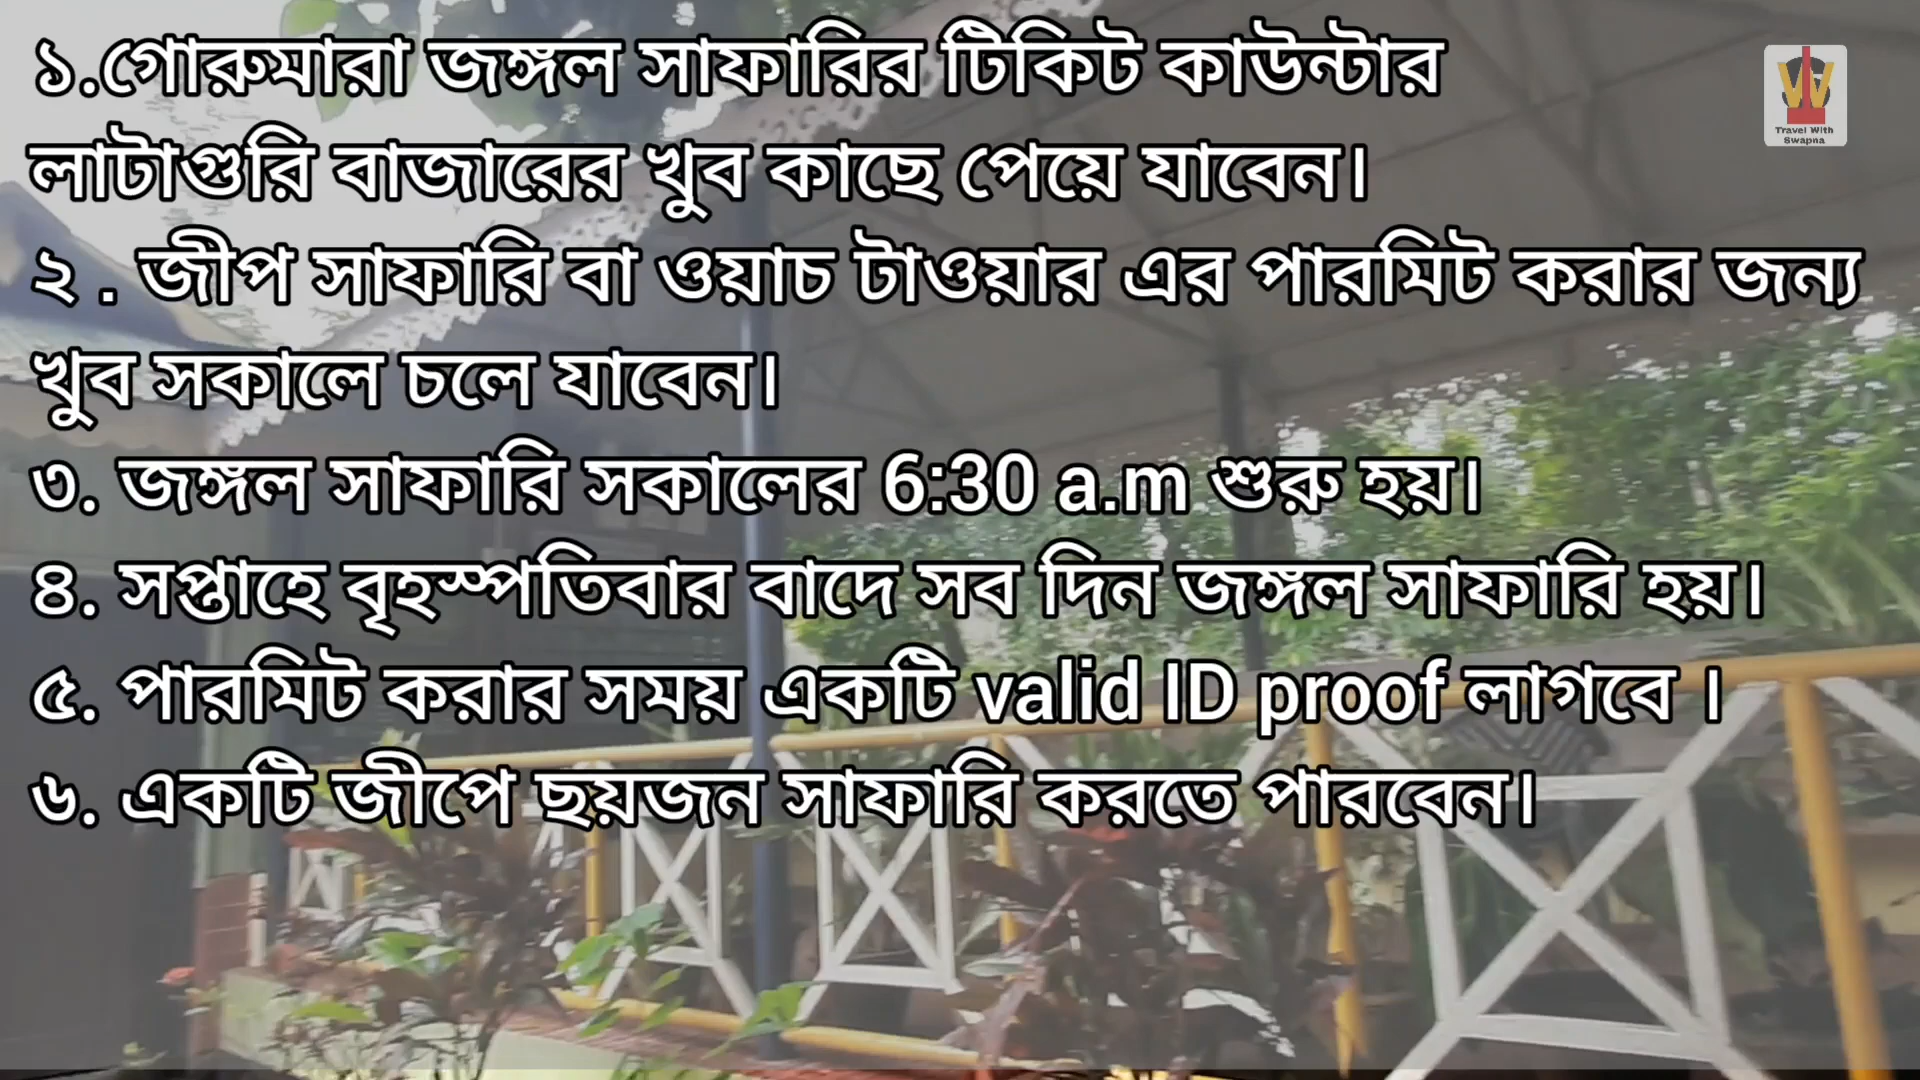 ১.গোরুমারা জঙ্গল সাফারির টিকিট কাউন্টার
লাটাগুরি বাজারের খুব কাছে পেয়ে যাবেন।
২ . জীপ সাফারি বা ওয়াচ টাওয়ার এর পারমিট করার জন্য
খুব সকালে চলে যাবেন।
৩. জঙ্গল সাফারি সকালের 6:30 a.m শুরু হয়।
৪. সপ্তাহে বৃহস্পতিবার বাদে সব দিন জঙ্গল সাফারি হয়।
৫. পারমিট করার সময় একটি valid ID proof লাগবে ।
৬. একটি জীপে ছয়জন সাফারি করতে পারবেন।
Travel With
Swapna